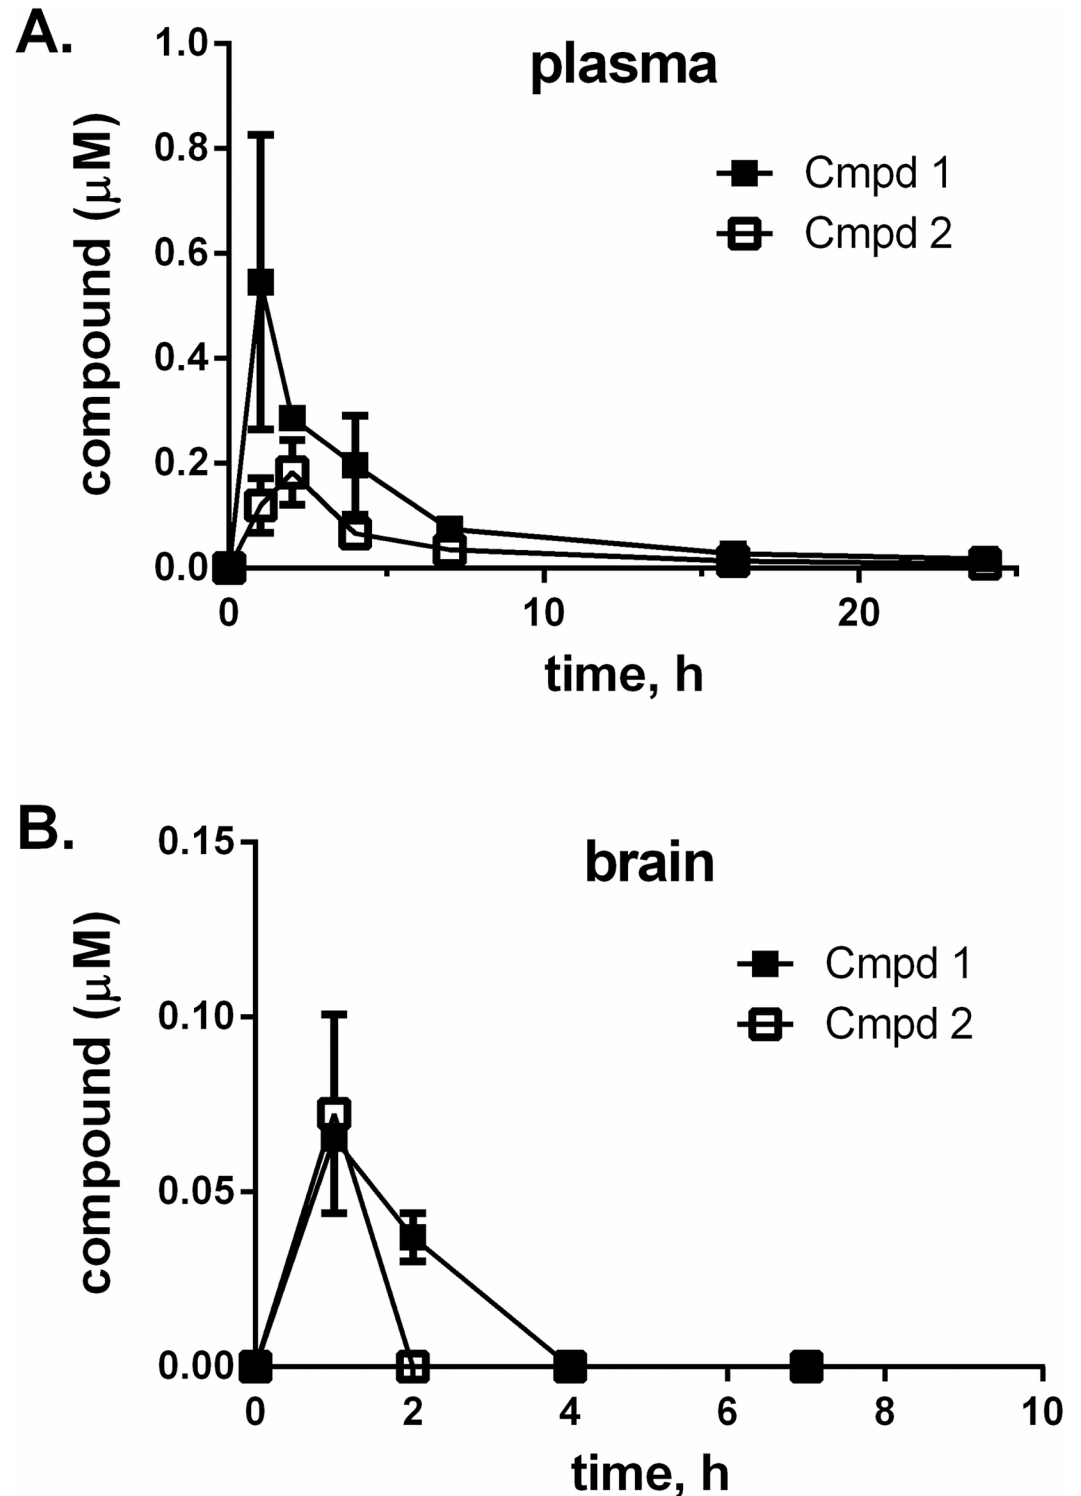 A.
plasma
compound (μM)
1.0
0.8
0.6
0.4
0.2
0.0
Cmpd 1
Cmpd 2
0 10 20
time, h
B.
brain
compound (μM)
0.15
0.10
0.05
0.00
Cmpd 1
Cmpd 2
0 2 4 6 8 10
time, h